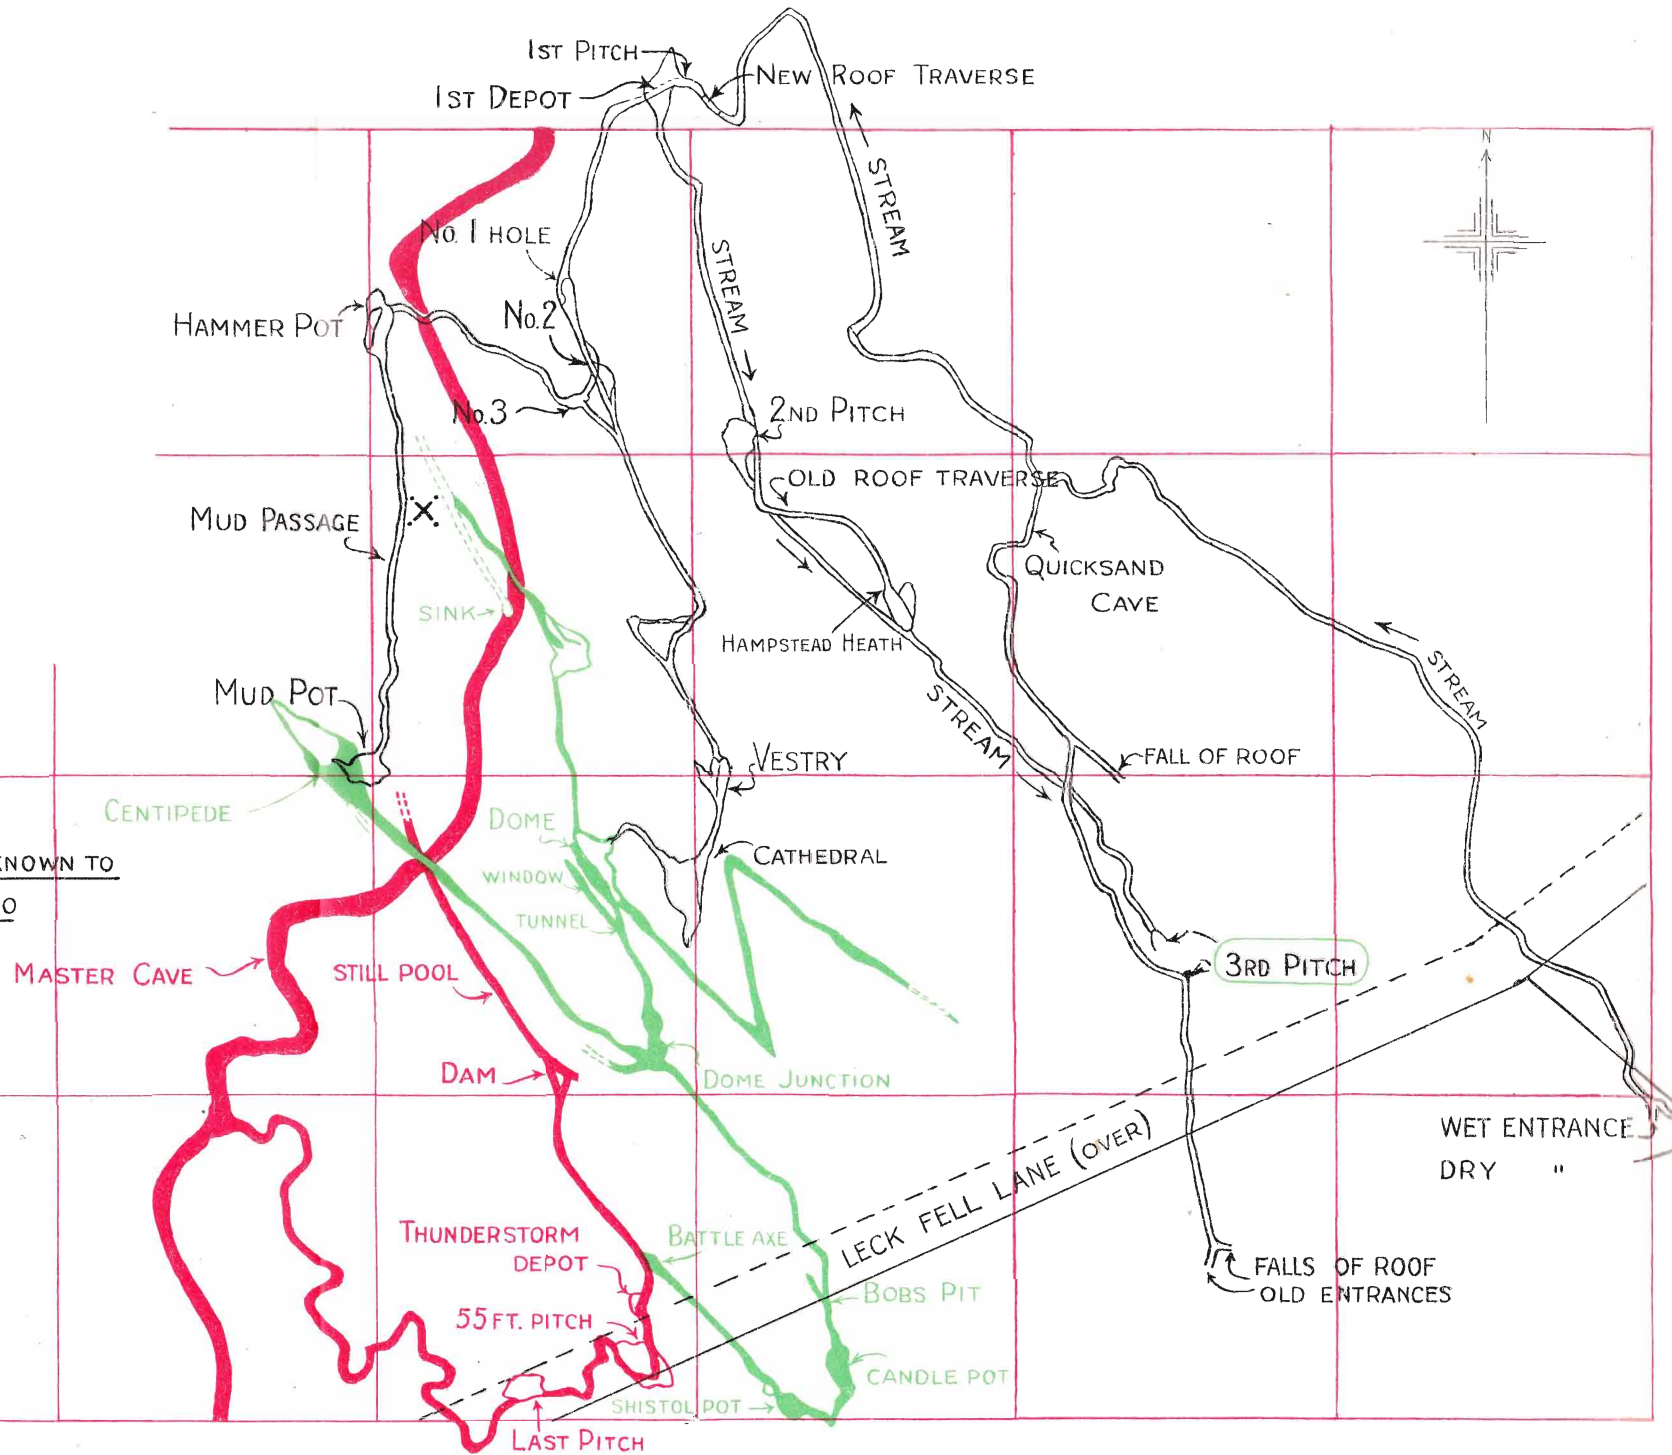 1ST PITCH
NEW ROOF TRAVERSE
1ST DEPOT
N
STREAM
No. 1 HOLE
STREAM
HAMMER POT
No. 2
No. 3
2ND PITCH
OLD ROOF TRAVERSE
MUD PASSAGE
X
QUICKSAND
CAVE
SINK
HAMPSTEAD HEATH
STREAM
MUD POT
STREAM
VESTRY
FALL OF ROOF
CENTIPEDE
DOME
CATHEDRAL
KNOWN TO
O
WINDOW
TUNNEL
MASTER CAVE
STILL POOL
3RD PITCH
DAM
DOME JUNCTION
LECK FELL LANE (OVER)
WET ENTRANCE
DRY "
THUNDERSTORM
DEPOT
BATTLE AXE
FALLS OF ROOF
OLD ENTRANCES
BOBS PIT
55 FT. PITCH
CANDLE POT
SHISTOL POT
LAST PITCH